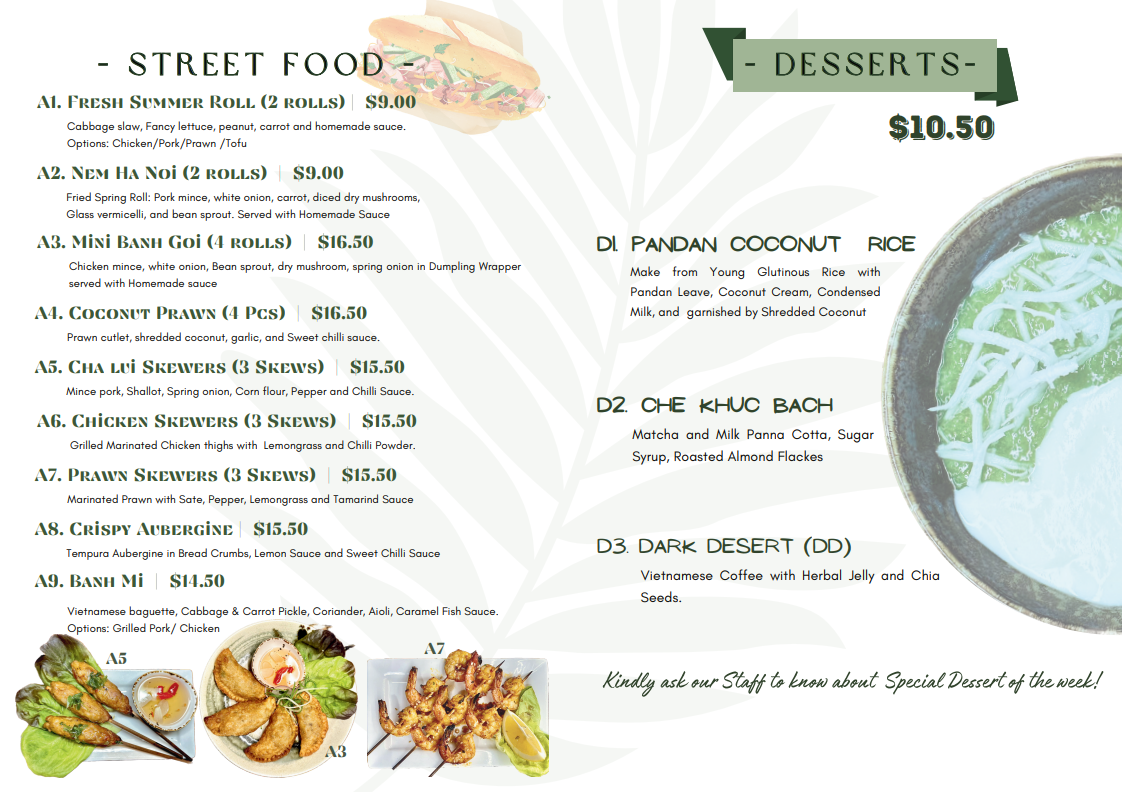 - STREET FOOD -
A1. Fresh Summer Roll (2 rolls) | $9.00
Cabbage slaw, Fancy lettuce, peanut, carrot and homemade sauce.
Options: Chicken/Pork/Prawn /Tofu
A2. Nem Ha Noi (2 rolls) | $9.00
Fried Spring Roll: Pork mince, white onion, carrot, diced dry mushrooms,
Glass vermicelli, and bean sprout. Served with Homemade Sauce
A3. Mini Banh Goi (4 rolls) | $16.50
Chicken mince, white onion, Bean sprout, dry mushroom, spring onion in Dumpling Wrapper
served with Homemade sauce
A4. Coconut Prawn (4 Pcs) | $16.50
Prawn cutlet, shredded coconut, garlic, and Sweet chilli sauce.
A5. Cha lui Skewers (3 Skews) | $15.50
Mince pork, Shallot, Spring onion, Corn flour, Pepper and Chilli Sauce.
A6. Chicken Skewers (3 Skews) | $15.50
Grilled Marinated Chicken thighs with Lemongrass and Chilli Powder.
A7. Prawn Skewers (3 Skews) | $15.50
Marinated Prawn with Sate, Pepper, Lemongrass and Tamarind Sauce
A8. Crispy Aubergine | $15.50
Tempura Aubergine in Bread Crumbs, Lemon Sauce and Sweet Chilli Sauce
A9. Banh Mi | $14.50
Vietnamese baguette, Cabbage & Carrot Pickle, Coriander, Aioli, Caramel Fish Sauce.
Options: Grilled Pork/ Chicken
A5
A3
A7
- DESSERTS-
$10.50
D1. PANDAN COCONUT RICE
Make from Young Glutinous Rice with
Pandan Leave, Coconut Cream, Condensed
Milk, and garnished by Shredded Coconut
D2. CHE KHUC BACH
Matcha and Milk Panna Cotta, Sugar
Syrup, Roasted Almond Flackes
D3. DARK DESERT (DD)
Vietnamese Coffee with Herbal Jelly and Chia
Seeds.
Kindly ask our Staff to know about Special Dessert of the week!